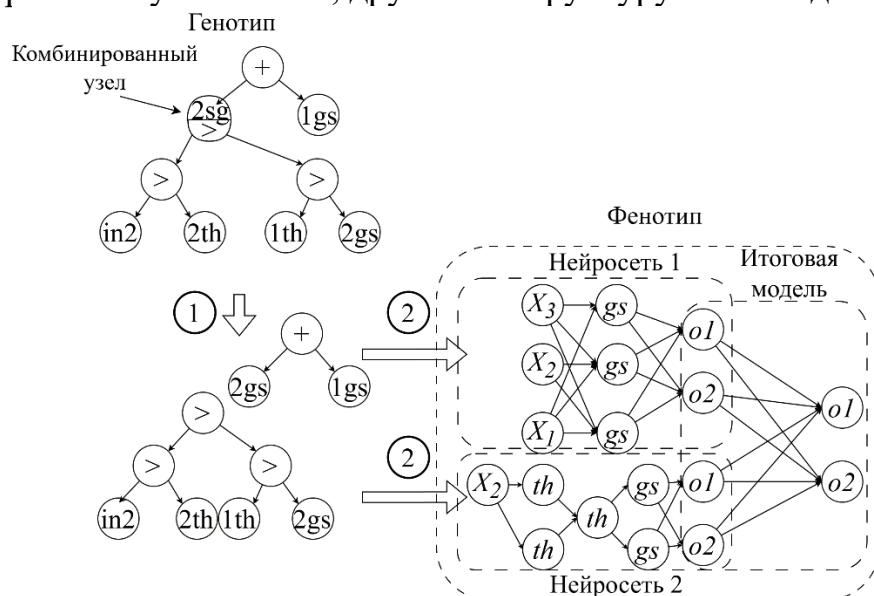 Генотип
Комбинированный
узел
+
2sg
>
1gs
>
>
in2
2th
1th
2gs
Фенотип
Нейросеть 1
Итоговая
модель
1
2
+
2gs
1gs
>
>
>
in2
2th
1th
2gs
2
X3
gs
o1
X2
gs
o2
X1
gs
o1
o2
X2
th
th
th
gs
gs
o1
o2
Нейросеть 2